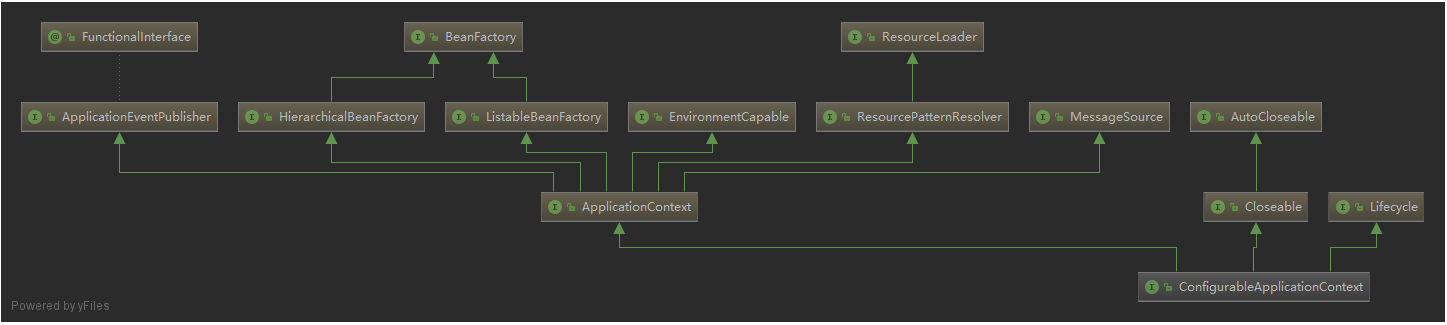 FunctionalInterface
BeanFactory
ResourceLoader
ApplicationEventPublisher
HierarchicalBeanFactory
ListableBeanFactory
EnvironmentCapable
ResourcePatternResolver
MessageSource
AutoCloseable
ApplicationContext
Closeable
Lifecycle
ConfigurableApplicationContext
Powered by yFiles